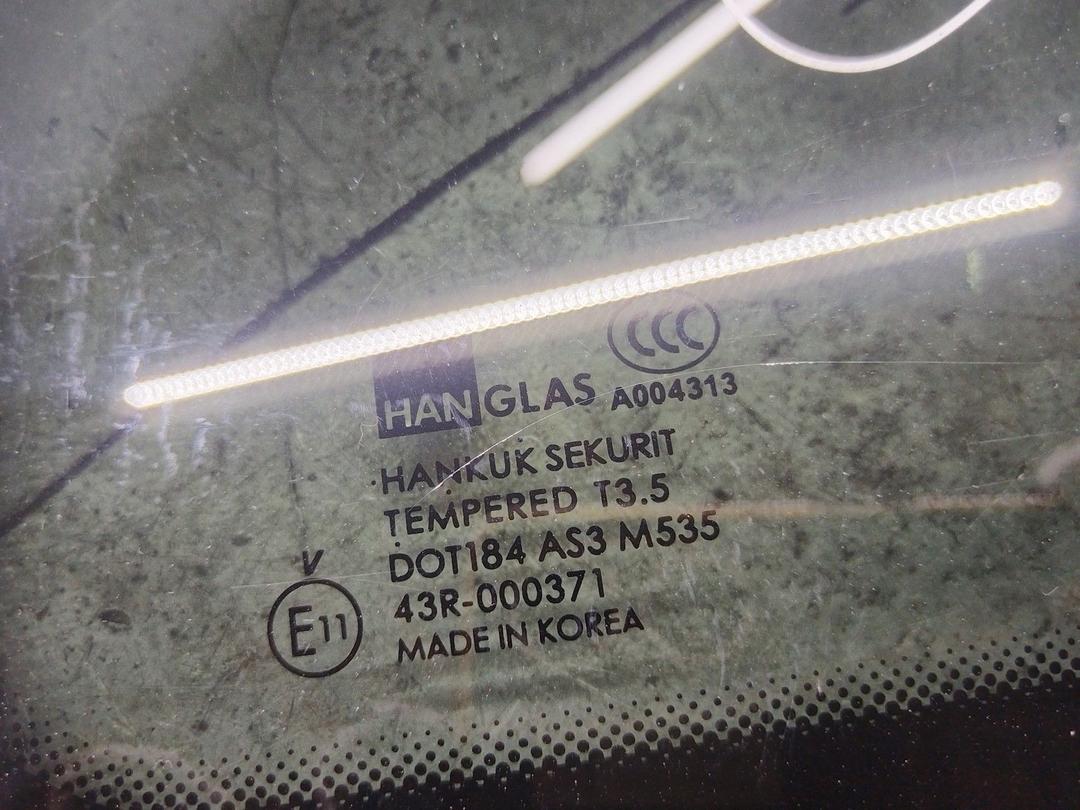 CCC
HANGLAS A004313
HANKUK SEKURIT
TEMPERED T3.5
DOT184 AS3 M535
V
43R-000371
E11
MADE IN KOREA